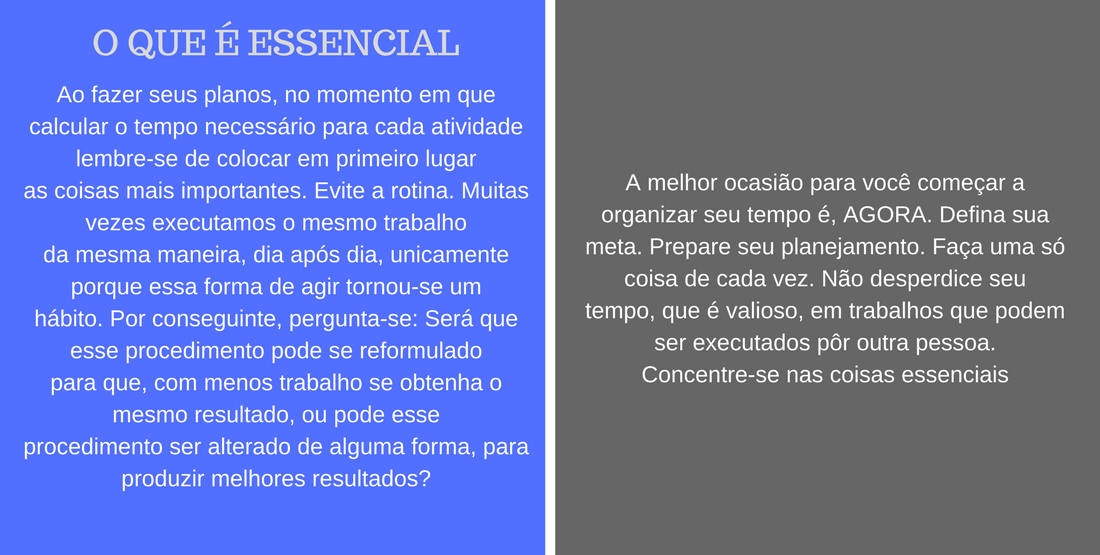 O QUE É ESSENCIAL
Ao fazer seus planos, no momento em que
calcular o tempo necessário para cada atividade
lembre-se de colocar em primeiro lugar
as coisas mais importantes. Evite a rotina. Muitas
vezes executamos o mesmo trabalho
da mesma maneira, dia após dia, unicamente
porque essa forma de agir tornou-se um
hábito. Por conseguinte, pergunta-se: Será que
esse procedimento pode se reformulado
para que, com menos trabalho se obtenha o
mesmo resultado, ou pode esse
procedimento ser alterado de alguma forma, para
produzir melhores resultados?
A melhor ocasião para você começar a
organizar seu tempo é, AGORA. Defina sua
meta. Prepare seu planejamento. Faça uma só
coisa de cada vez. Não desperdice seu
tempo, que é valioso, em trabalhos que podem
ser executados pôr outra pessoa.
Concentre-se nas coisas essenciais